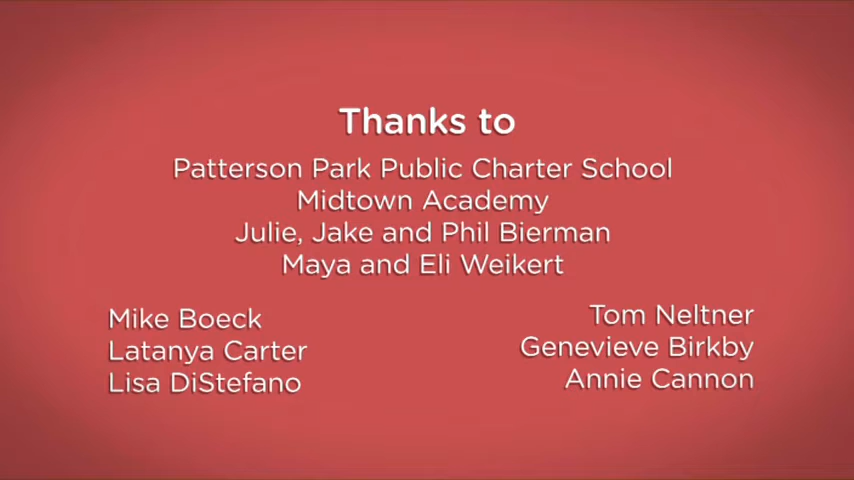 Thanks to
Patterson Park Public Charter School
Midtown Academy
Julie, Jake and Phil Bierman
Maya and Eli Weikert
Mike Boeck
Latanya Carter
Lisa DiStefano
Tom Neltner
Genevieve Birkby
Annie Cannon